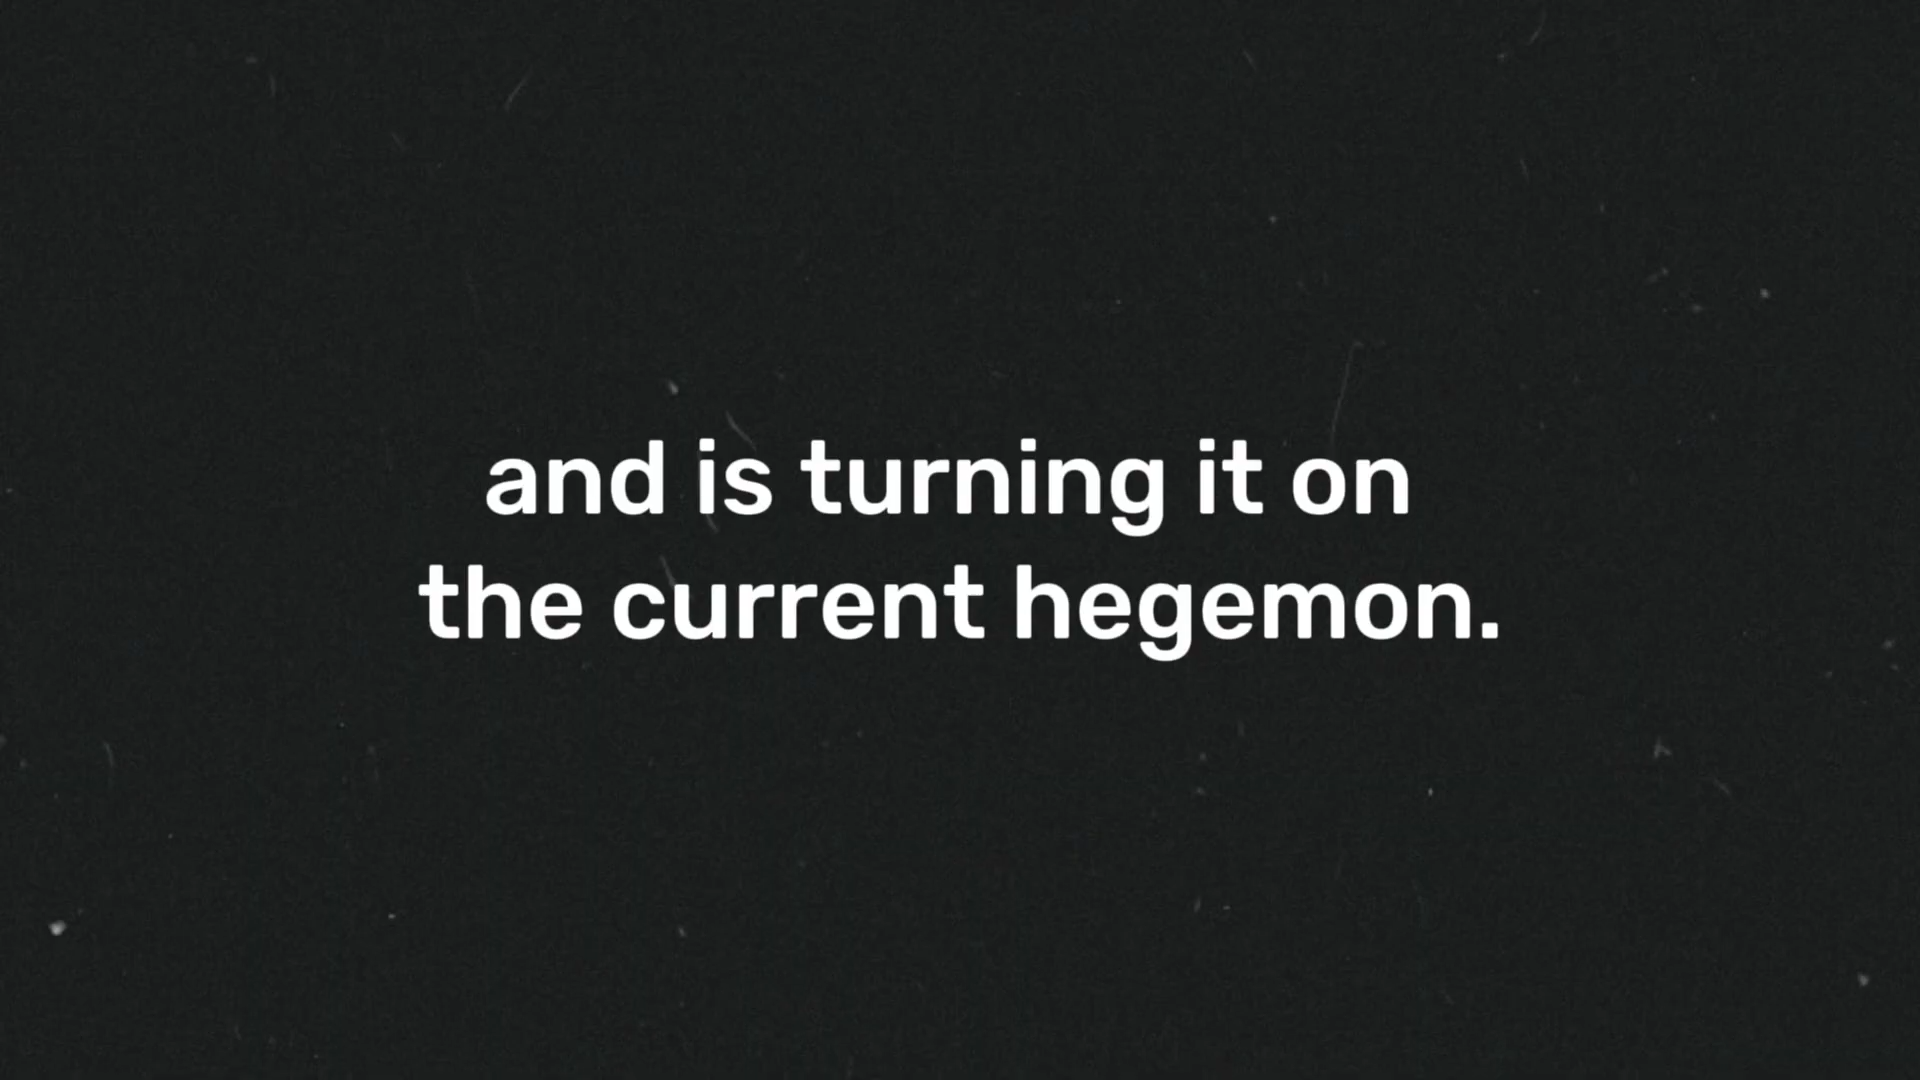 and is turning it on
the current hegemon.